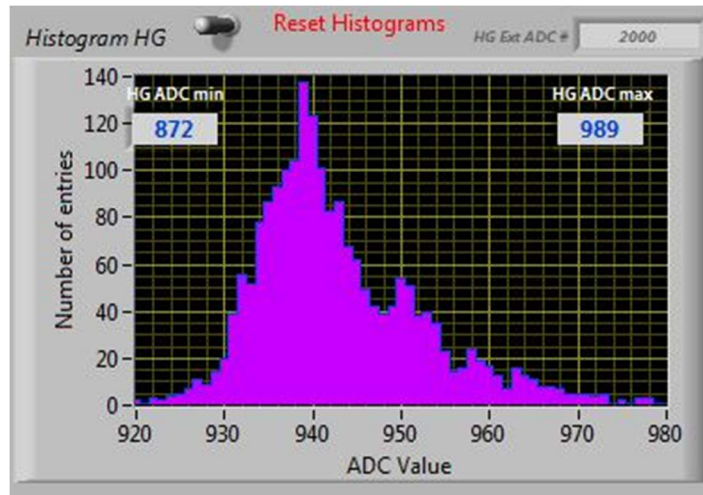 Histogram HG
Reset Histograms
HG Ext ADC # 2000
HG ADC min
872
HG ADC max
989
Number of entries
140
120
100
80
60
40
20
0
920 930 940 950 960 970 980
ADC Value